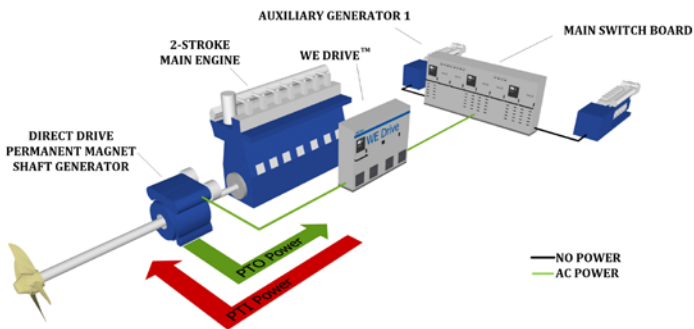 AUXILIARY GENERATOR 1
MAIN SWITCH BOARD
2-STROKE
MAIN ENGINE
WE DRIVE™
DIRECT DRIVE
PERMANENT MAGNET
SHAFT GENERATOR
WE Drive
PTO Power
PTI Power
NO POWER
AC POWER